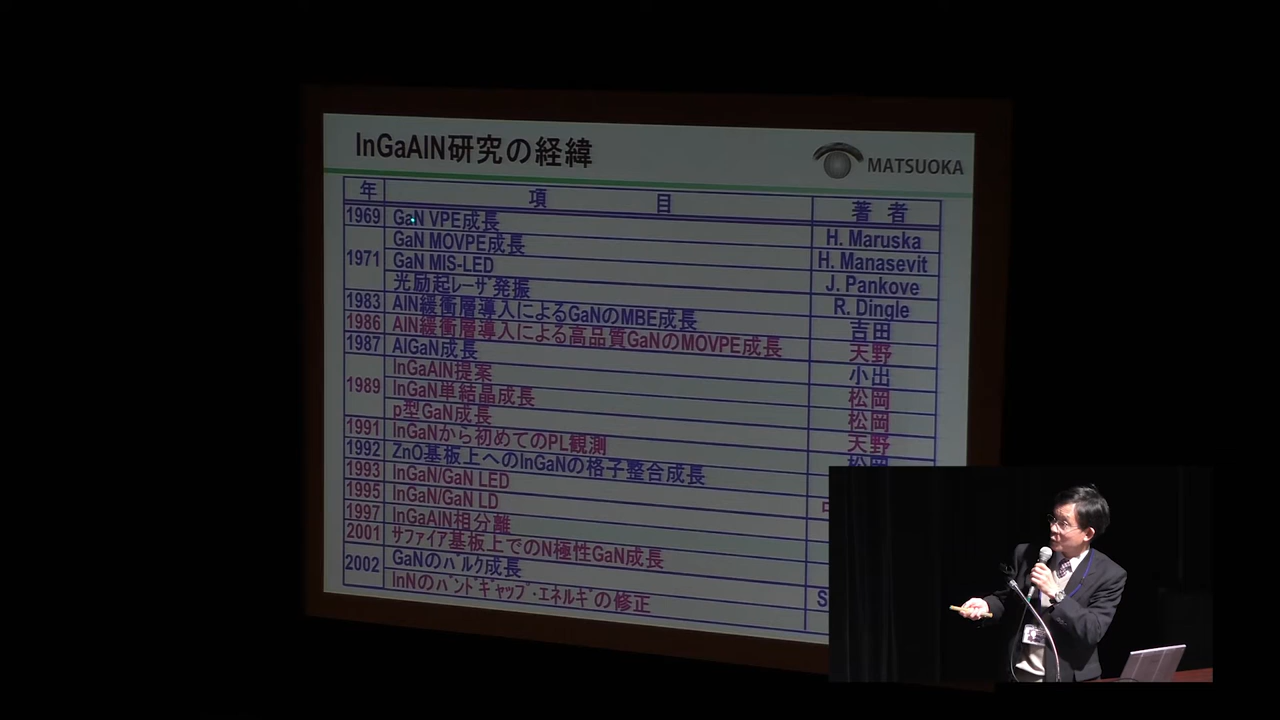 InGaAlN研究の経緯
MATSUOKA
年 項 目 著 者
1969 GaN VPE成長 H. Maruska
1971 GaN MOVPE成長 H. Manasevit
GaN MIS-LED J. Pankove
光励起レーザ発振 R. Dingle
1983 AlN緩衝層導入によるGaNのMBE成長 吉田
1986 AlN緩衝層導入による高品質GaNのMOVPE成長 天野
1987 AlGaN成長 小出
1989 InGaAlN提案 松岡
InGaN単結晶成長 松岡
p型GaN成長 天野
1991 InGaNから初めてのPL観測 松岡
1992 ZnO基板上へのInGaNの格子整合成長
1993 InGaN/GaN LED
1995 InGaN/GaN LD
1997 InGaAlN相分離
2001 サファイア基板上でのN極性GaN成長
2002 GaNのバルク成長
InNのバンドギャップ・エネルギの修正 S